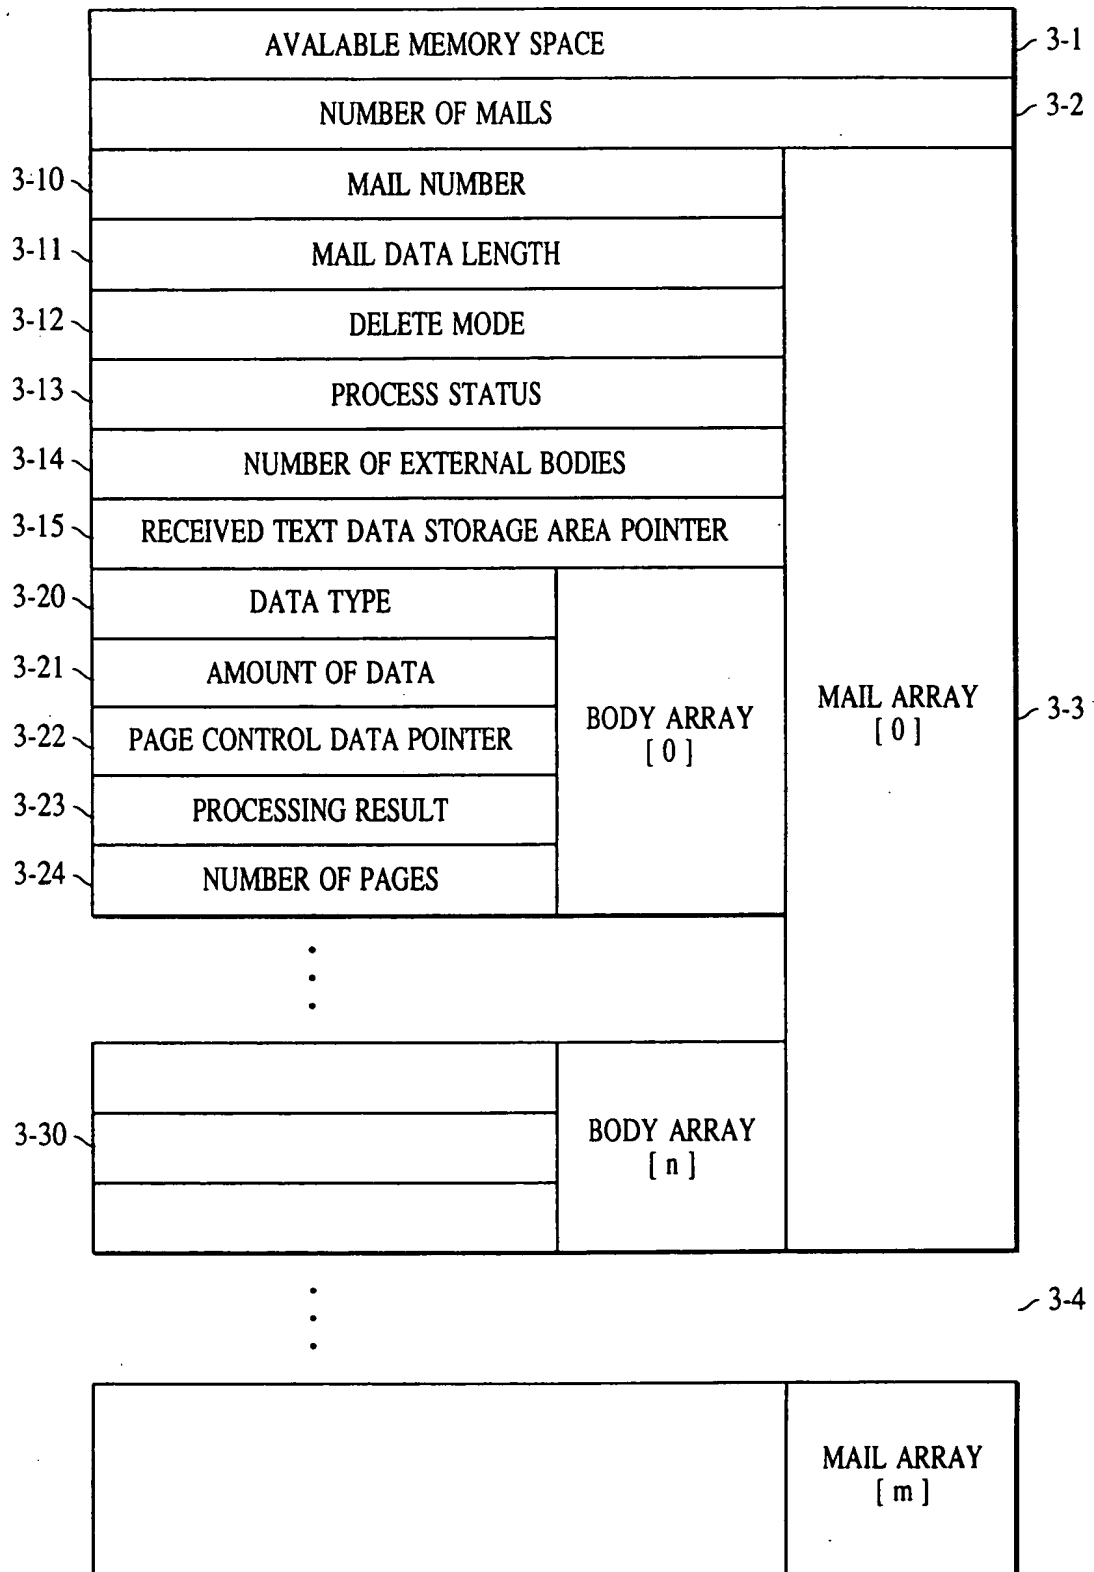 AVALABLE MEMORY SPACE 3-1
NUMBER OF MAILS 3-2
3-10 MAIL NUMBER
3-11 MAIL DATA LENGTH
3-12 DELETE MODE
3-13 PROCESS STATUS
3-14 NUMBER OF EXTERNAL BODIES
3-15 RECEIVED TEXT DATA STORAGE AREA POINTER
3-20 DATA TYPE
3-21 AMOUNT OF DATA
3-22 PAGE CONTROL DATA POINTER
3-23 PROCESSING RESULT
3-24 NUMBER OF PAGES
BODY ARRAY
[ 0 ]
MAIL ARRAY
[ 0 ]
3-3
3-30
BODY ARRAY
[ n ]
3-4
MAIL ARRAY
[ m ]